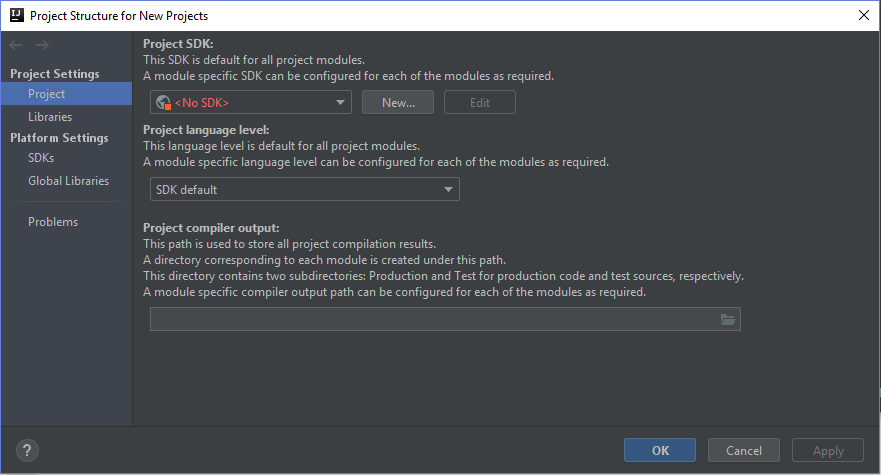 IJ
Project Structure for New Projects
Project Settings
Project
Libraries
Platform Settings
SDKs
Global Libraries
Problems
Project SDK:
This SDK is default for all project modules.
A module specific SDK can be configured for each of the modules as required.
<No SDK> New... Edit
Project language level:
This language level is default for all project modules.
A module specific language level can be configured for each of the modules as required.
SDK default
Project compiler output:
This path is used to store all project compilation results.
A directory corresponding to each module is created under this path.
This directory contains two subdirectories: Production and Test for production code and test sources, respectively.
A module specific compiler output path can be configured for each of the modules as required.
? OK Cancel Apply